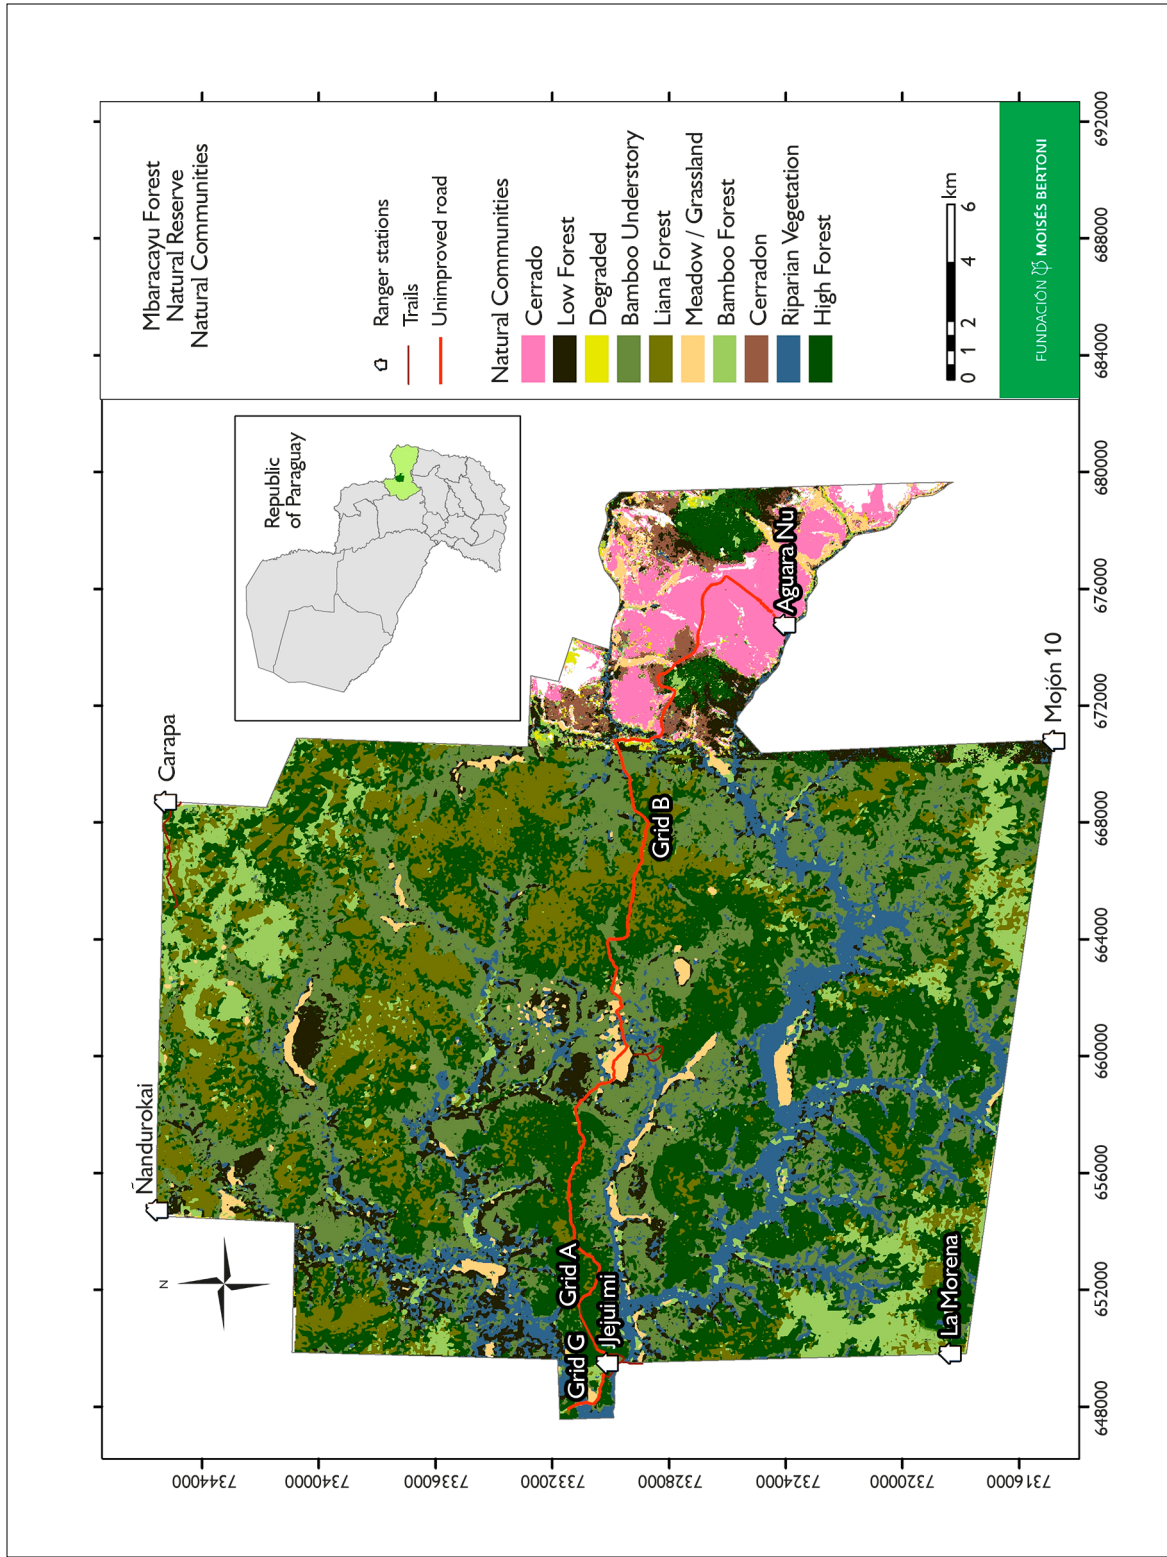 Mbaracayu Forest
Natural Reserve
Natural Communities
Ranger stations
Trails
Unimproved road
Natural Communities
Cerrado
Low Forest
Degraded
Bamboo Understory
Liana Forest
Meadow / Grassland
Bamboo Forest
Cerradon
Riparian Vegetation
High Forest
0 1 2 4 6
km
FUNDACIÓN MOISÉS BERTONI
Republic
of Paraguay
N
Ñandurokai
Carapa
Grid G
Grid A
Jejui mi
Grid B
Aguara Nu
La Morena
Mojón 10
7344000
7340000
7336000
7332000
7328000
7324000
7320000
7316000
648000
652000
656000
660000
664000
668000
672000
676000
680000
684000
688000
692000